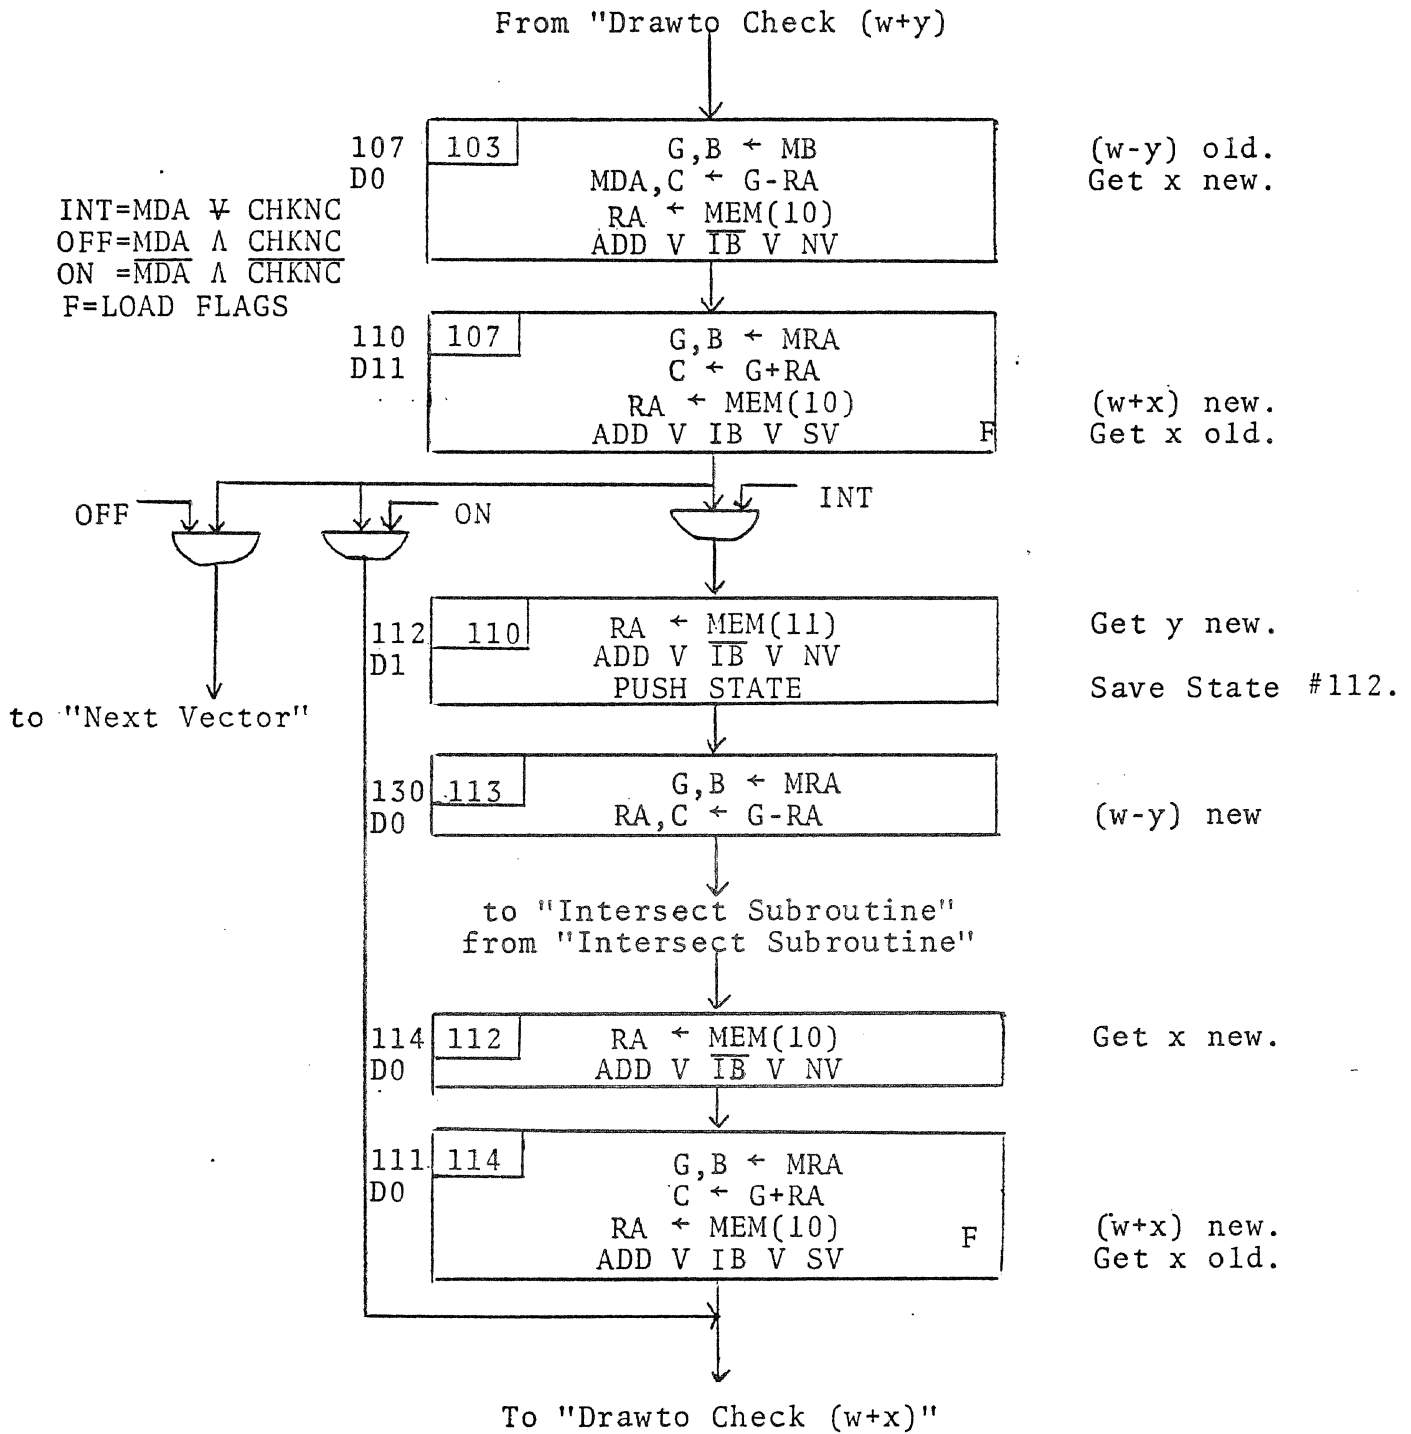 From "Drawto Check (w+y)
107 103 G,B ← MB (w-y) old.
D0 MDA,C ← G-RA Get x new.
INT=MDA ⊻ CHKNC RA ← MEM(10)
OFF=MDA Λ CHKNC ADD V I̅B̅ V NV
ON =M̅D̅A̅ Λ C̅H̅K̅N̅C̅
F=LOAD FLAGS
110 107 G,B ← MRA
D11 C ← G+RA
RA ← MEM(10) (w+x) new.
ADD V IB V SV F Get x old.
OFF ON INT
112 110 RA ← MEM(11) Get y new.
D1 ADD V I̅B̅ V NV
PUSH STATE Save State #112.
to "Next Vector"
130 113 G,B ← MRA
D0 RA,C ← G-RA (w-y) new
to "Intersect Subroutine"
from "Intersect Subroutine"
114 112 RA ← MEM(10) Get x new.
D0 ADD V I̅B̅ V NV
111 114 G,B ← MRA
D0 C ← G+RA
RA ← MEM(10) F (w+x) new.
ADD V IB V SV Get x old.
To "Drawto Check (w+x)"